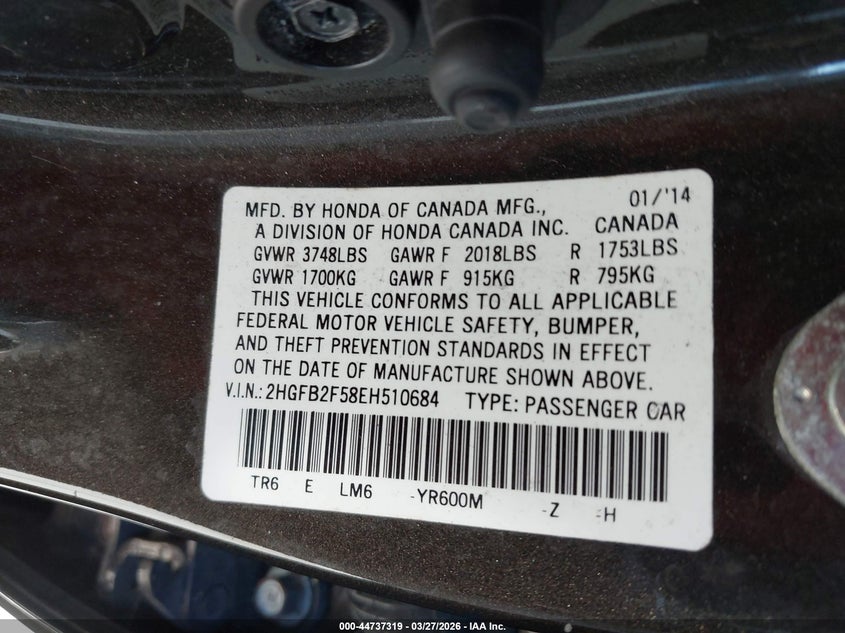 MFD. BY HONDA OF CANADA MFG., 01/'14
A DIVISION OF HONDA CANADA INC. CANADA
GVWR 3748LBS GAWR F 2018LBS R 1753LBS
GVWR 1700KG GAWR F 915KG R 795KG
THIS VEHICLE CONFORMS TO ALL APPLICABLE
FEDERAL MOTOR VEHICLE SAFETY, BUMPER,
AND THEFT PREVENTION STANDARDS IN EFFECT
ON THE DATE OF MANUFACTURE SHOWN ABOVE.
V.I.N.: 2HGFB2F58EH510684 TYPE: PASSENGER CAR
TR6 E LM6 -YR600M -Z -H
000-44737319 | 03/27/2026 | IAA Inc.